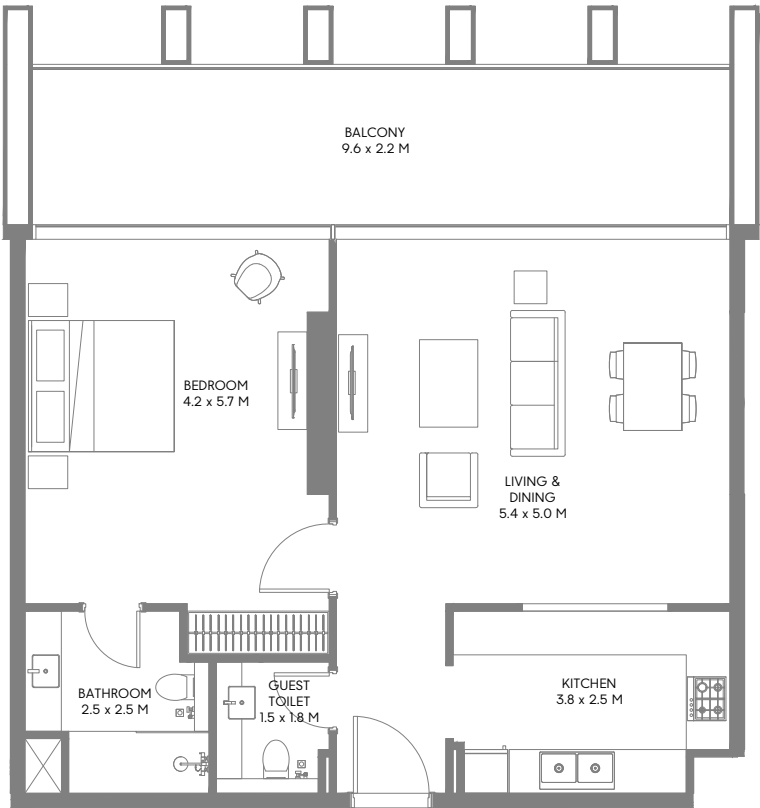 BALCONY
9.6 x 2.2 M
BEDROOM
4.2 x 5.7 M
LIVING &
DINING
5.4 x 5.0 M
BATHROOM
2.5 x 2.5 M
GUEST
TOILET
1.5 x 1.8 M
KITCHEN
3.8 x 2.5 M